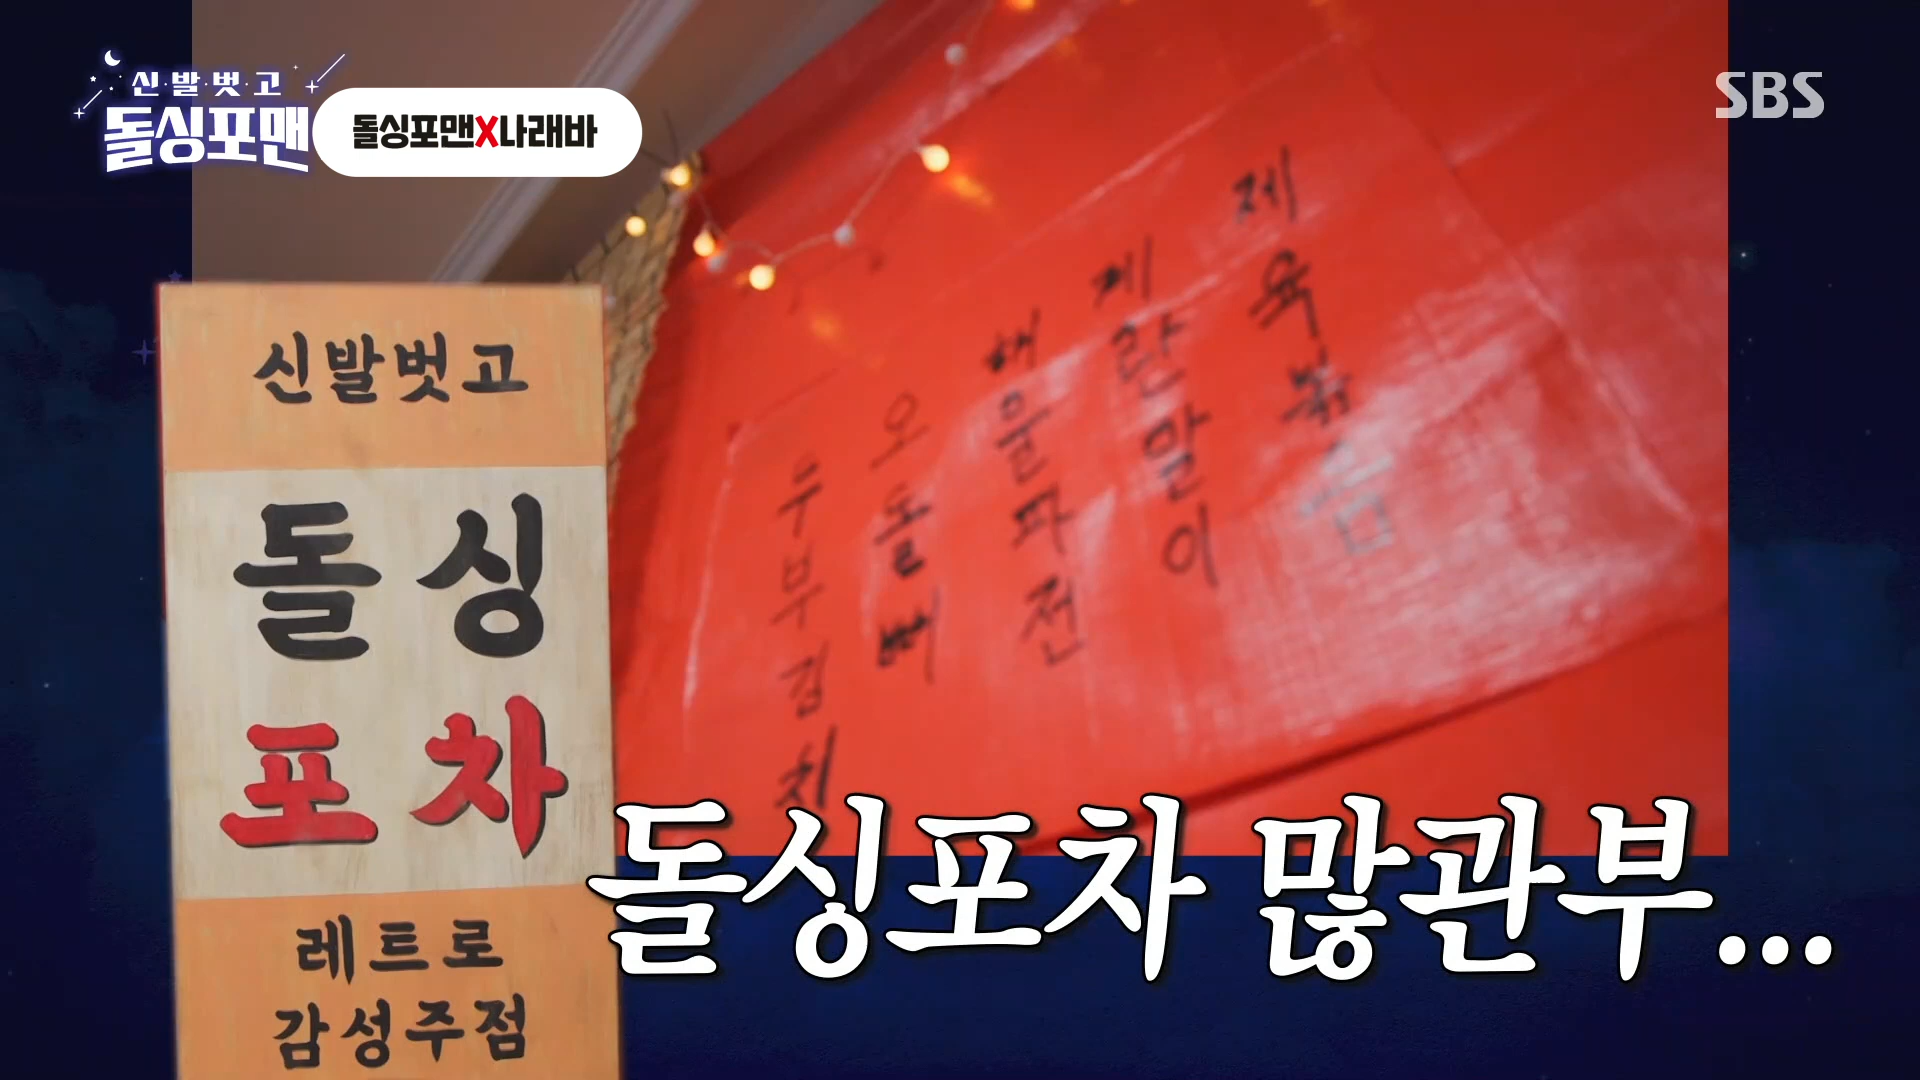 신·발·벗·고
돌싱포맨
돌싱포맨X나래바
SBS
신발벗고
돌싱
포차
레트로
감성주점
제육볶음
계란말이
해물파전
오돌뼈
두부김치
돌싱포차 많관부...